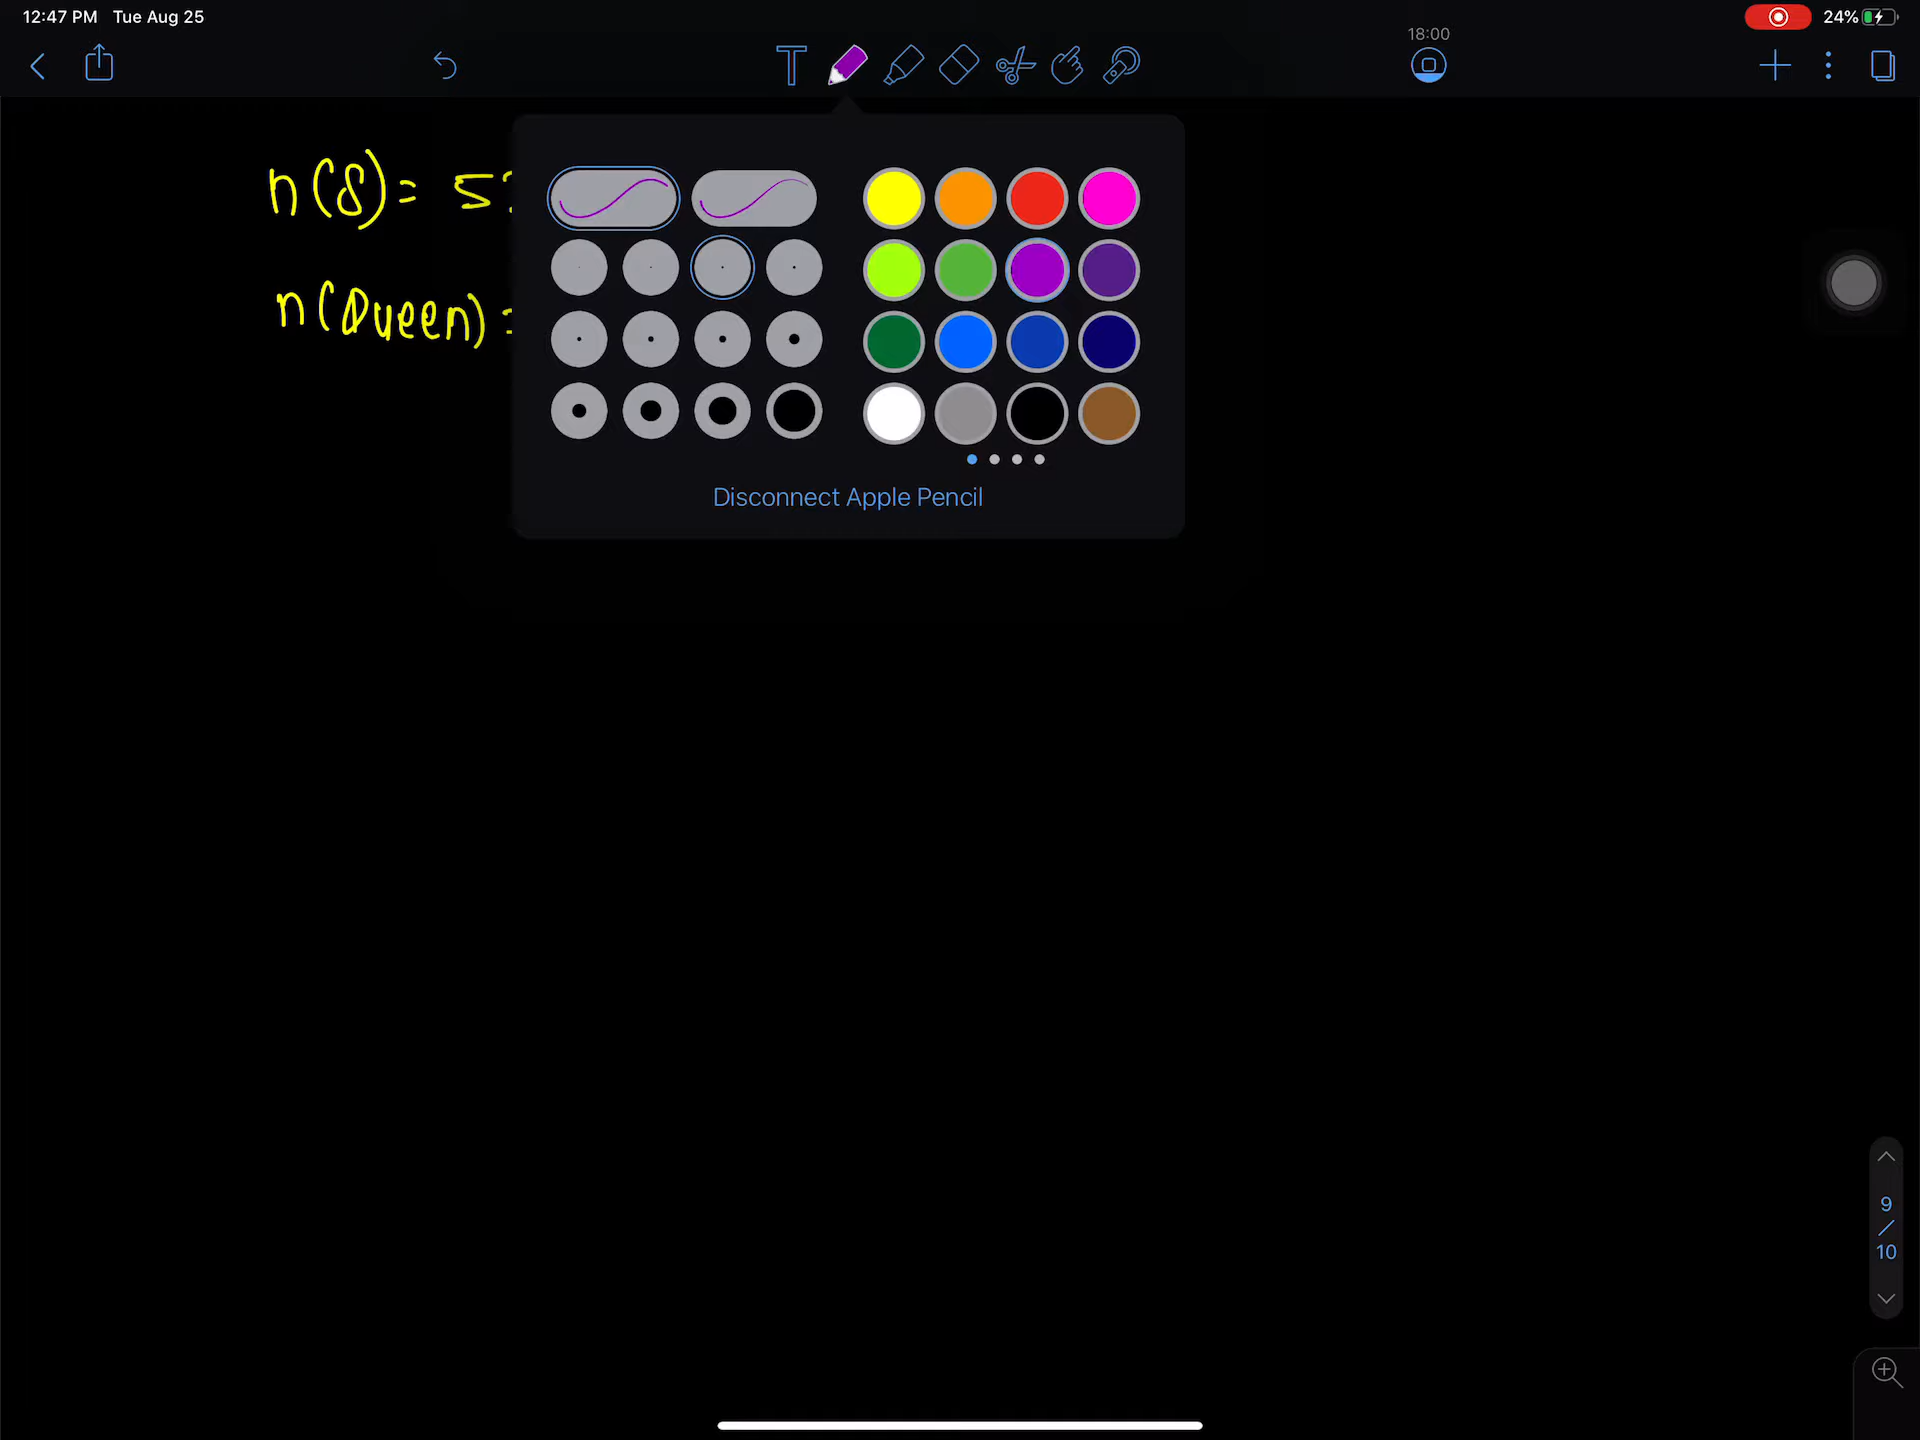 12:47 PM Tue Aug 25
24%
18:00
n(S)= 5
n(Queen) =
Disconnect Apple Pencil
9
/
10